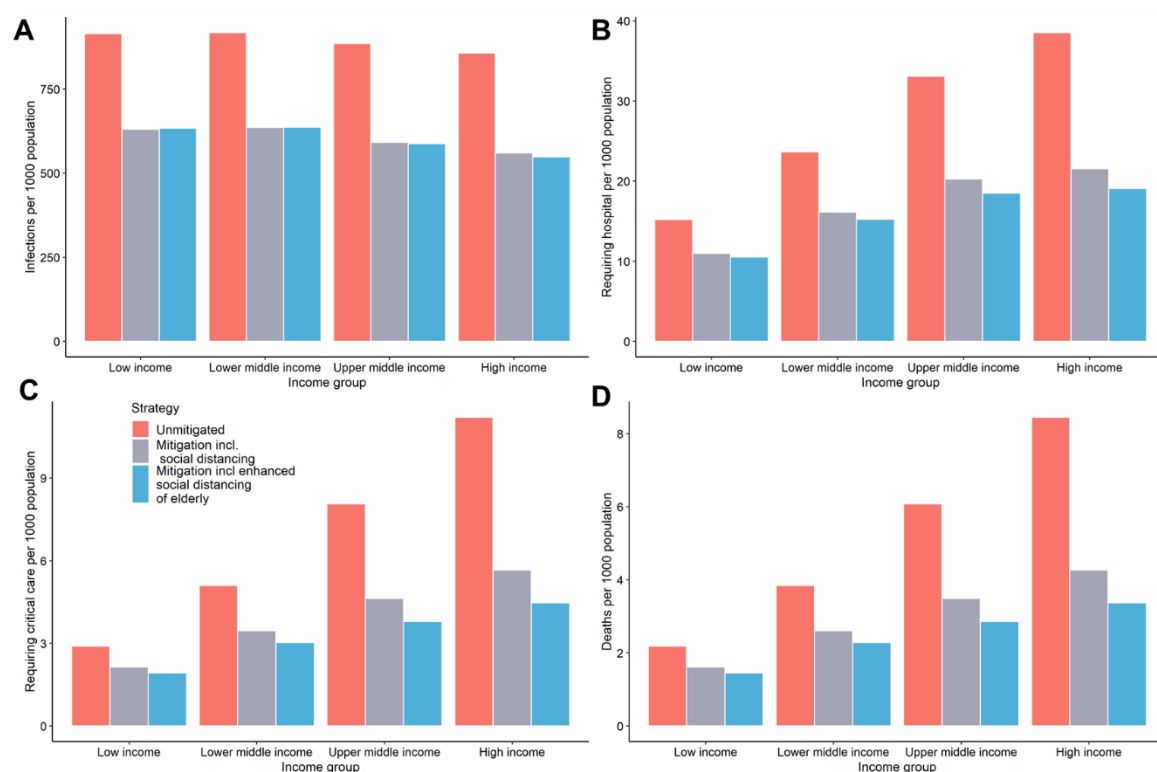 A
Infections per 1000 population
750
500
250
0
Low income
Lower middle income
Upper middle income
High income
Income group
B
Requiring hospital per 1000 population
40
30
20
10
0
Low income
Lower middle income
Upper middle income
High income
Income group
C
Requiring critical care per 1000 population
9
6
3
0
Strategy
Unmitigated
Mitigation incl.
social distancing
Mitigation incl enhanced
social distancing
of elderly
Low income
Lower middle income
Upper middle income
High income
Income group
D
Deaths per 1000 population
8
6
4
2
0
Low income
Lower middle income
Upper middle income
High income
Income group